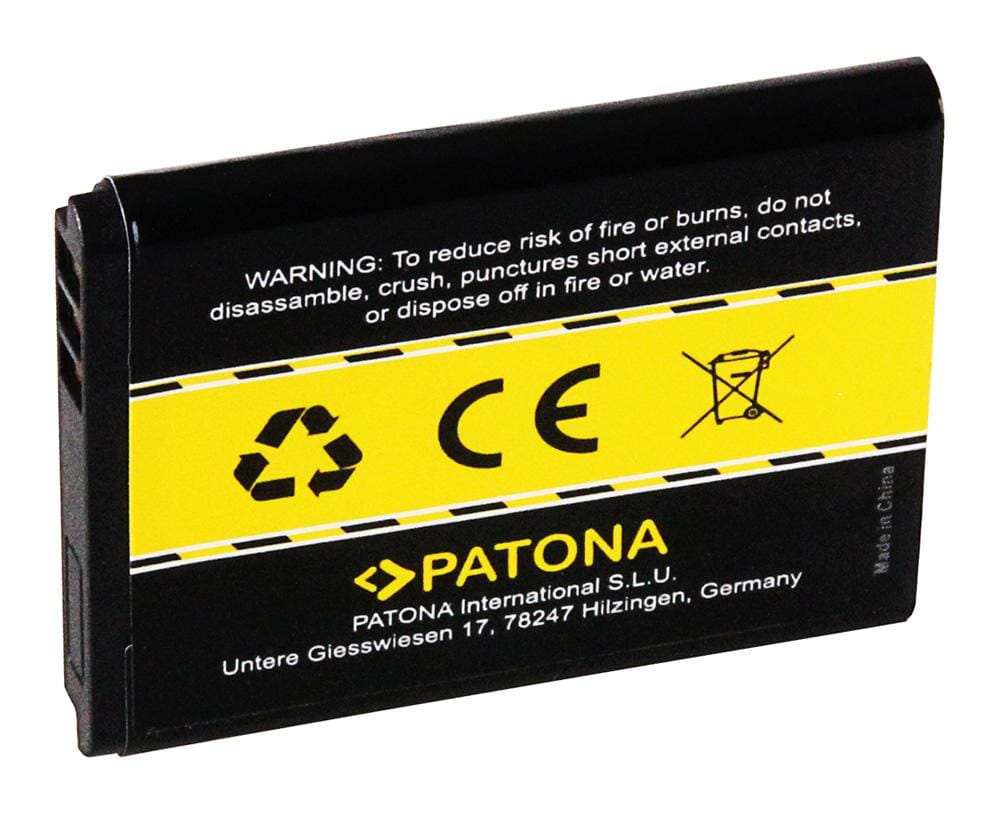 WARNING: To reduce risk of fire or burns, do not
disassamble, crush, punctures short external contacts,
or dispose off in fire or water.
CE
PATONA
PATONA International S.L.U.
Untere Giesswiesen 17, 78247 Hilzingen, Germany
Made in China